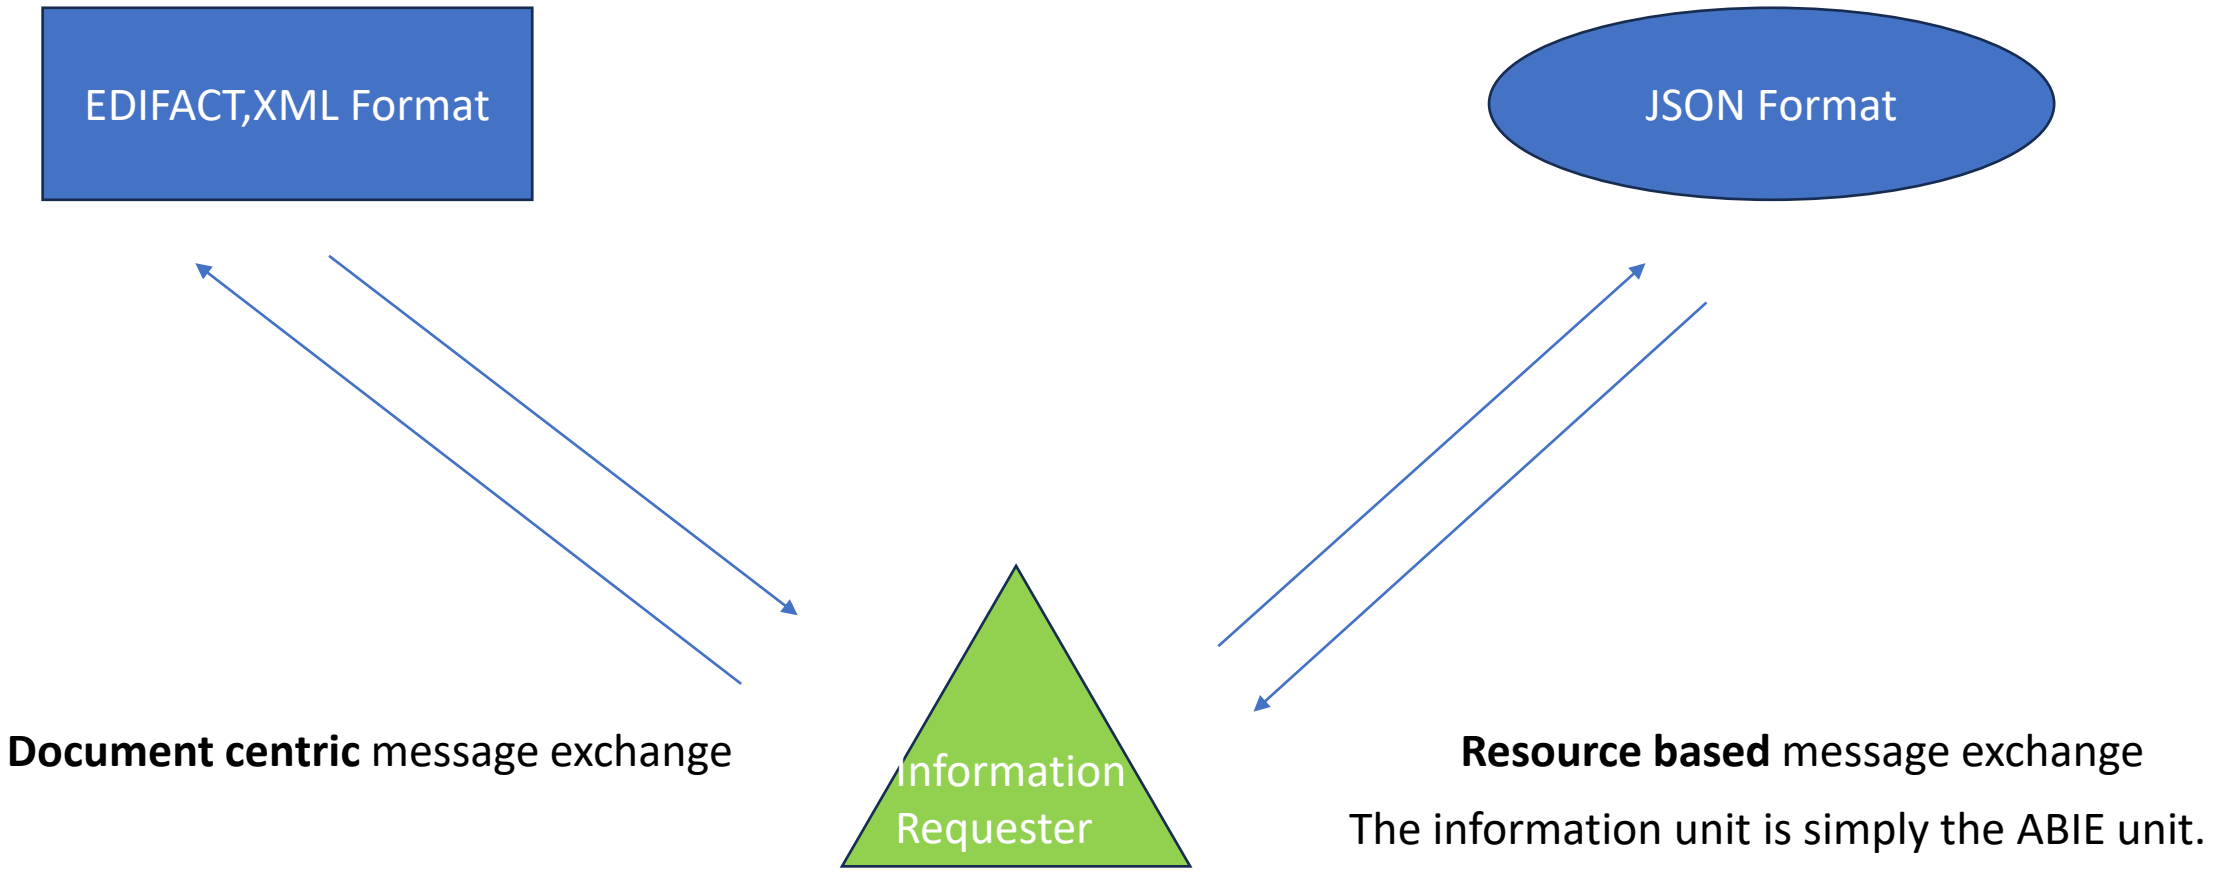 EDIFACT,XML Format
JSON Format
Document centric message exchange
Information
Requester
Resource based message exchange
The information unit is simply the ABIE unit.